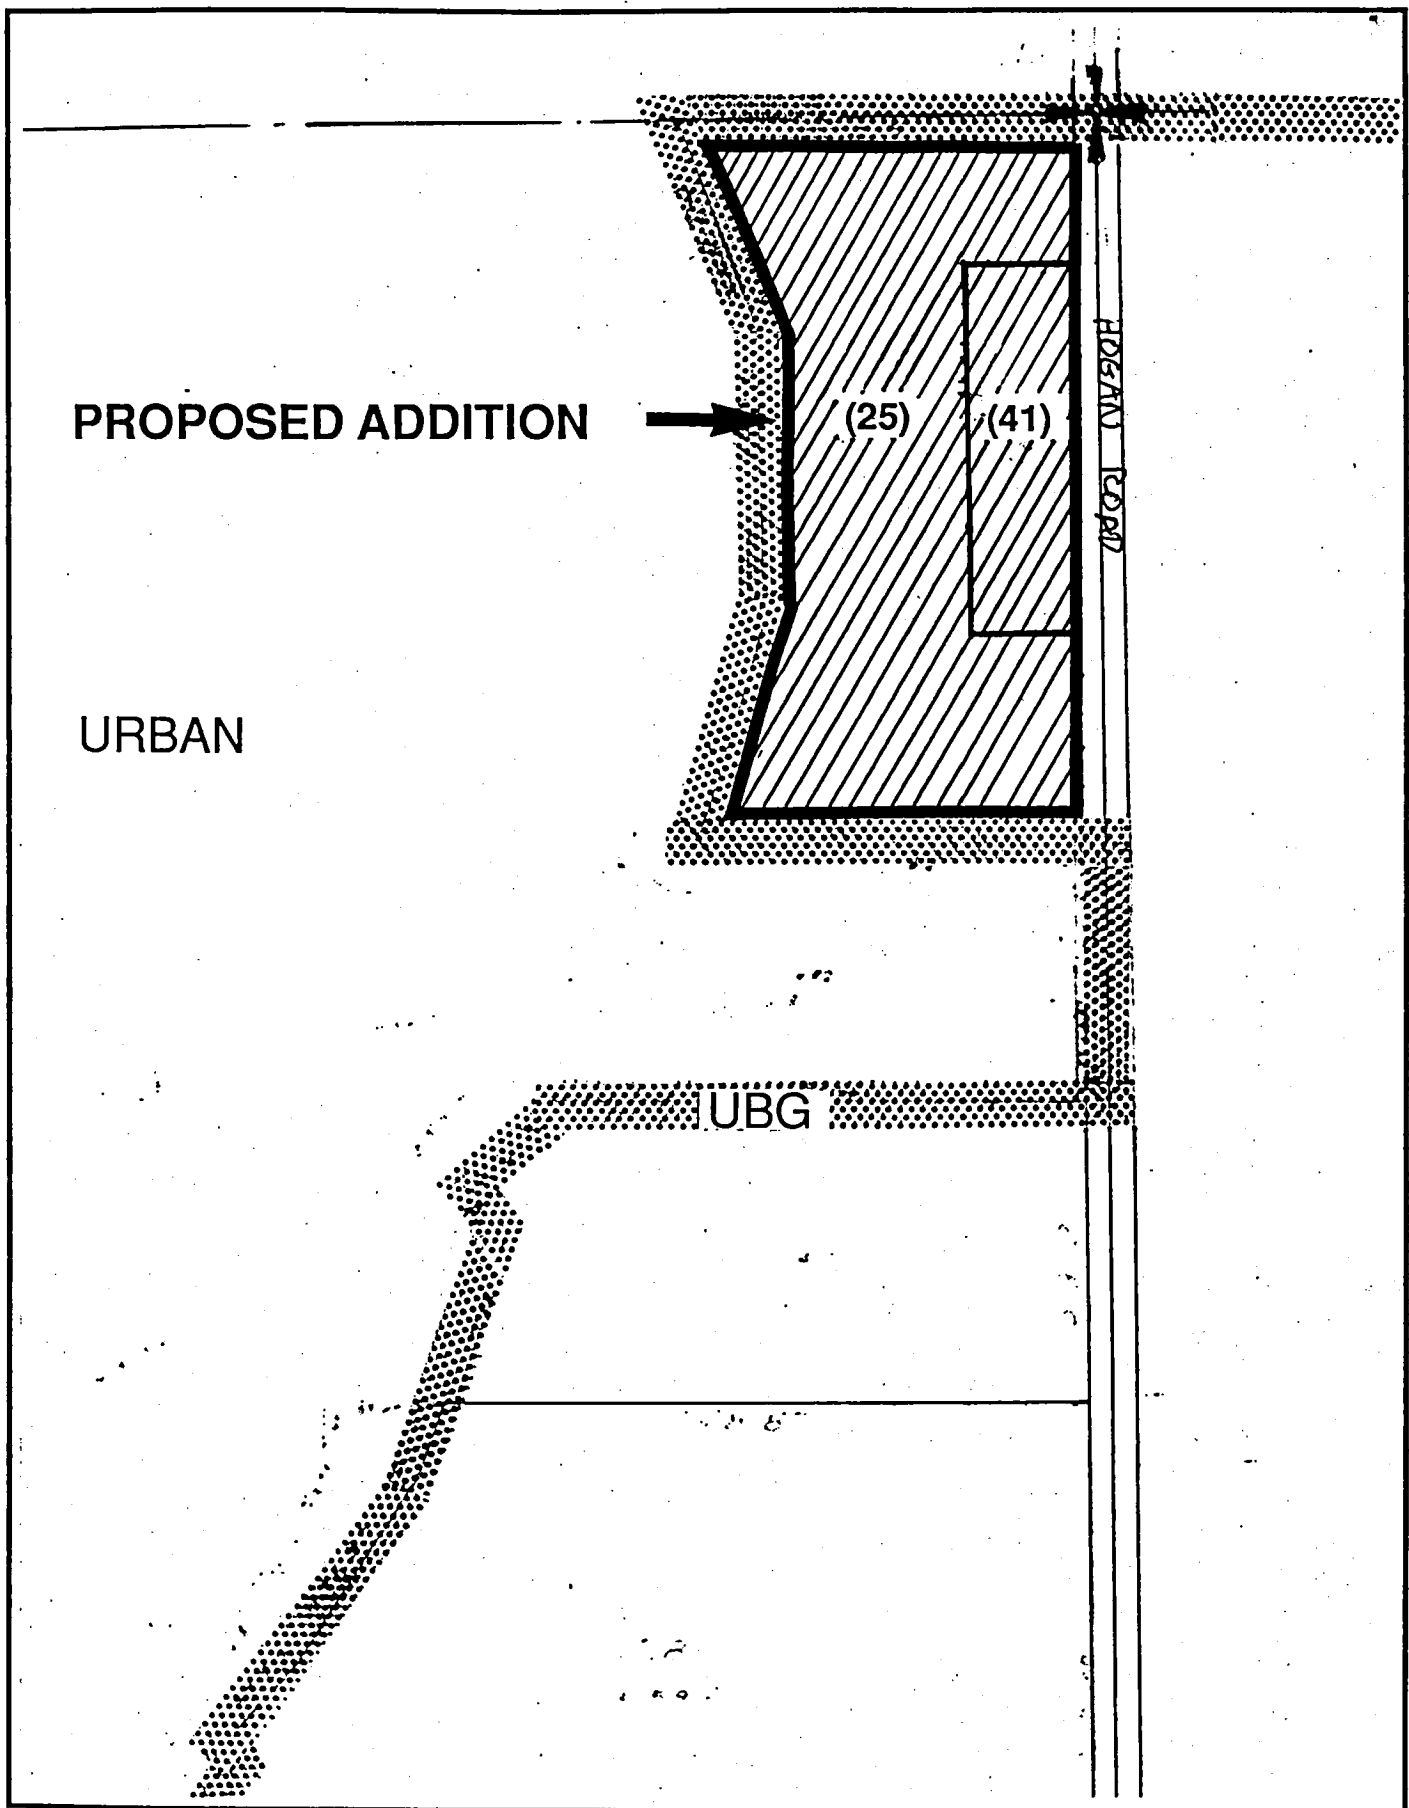 HOGAN ROAD
PROPOSED ADDITION
(25)
(41)
URBAN
UBG